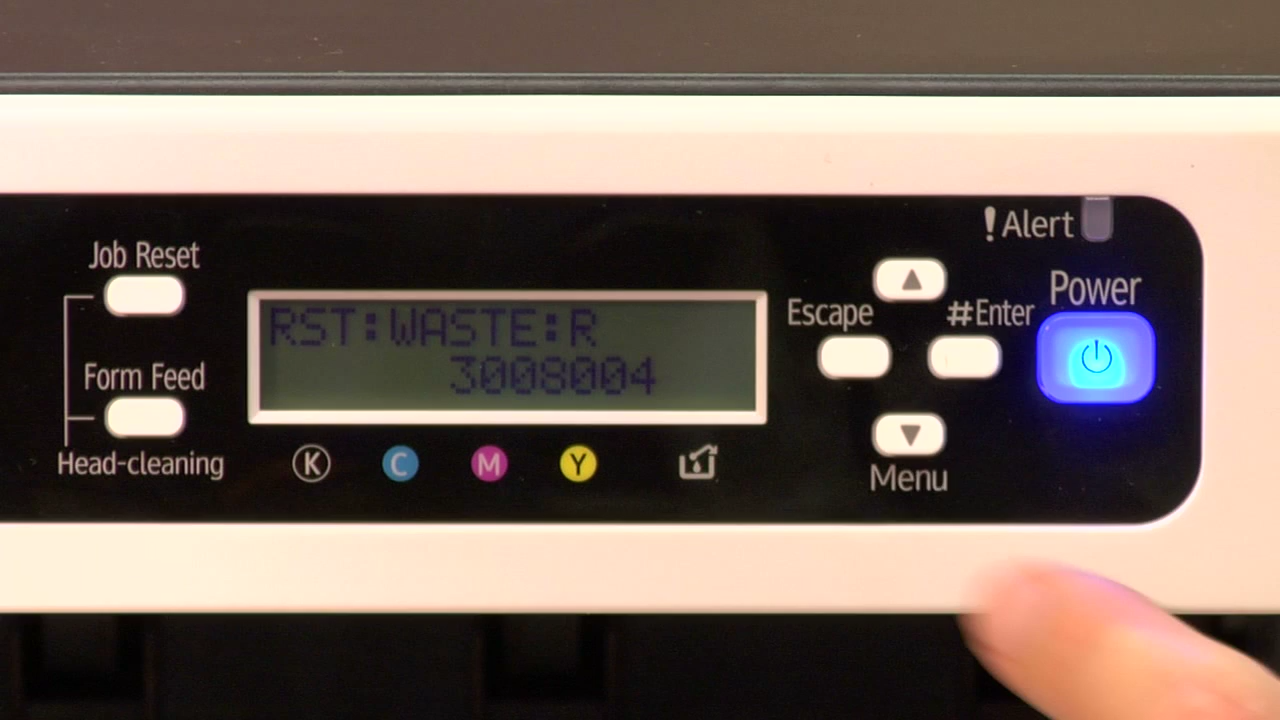 !Alert
Job Reset
Power
Escape
#Enter
RST:WASTE:R
3008004
Form Feed
Head-cleaning
K C M Y
Menu